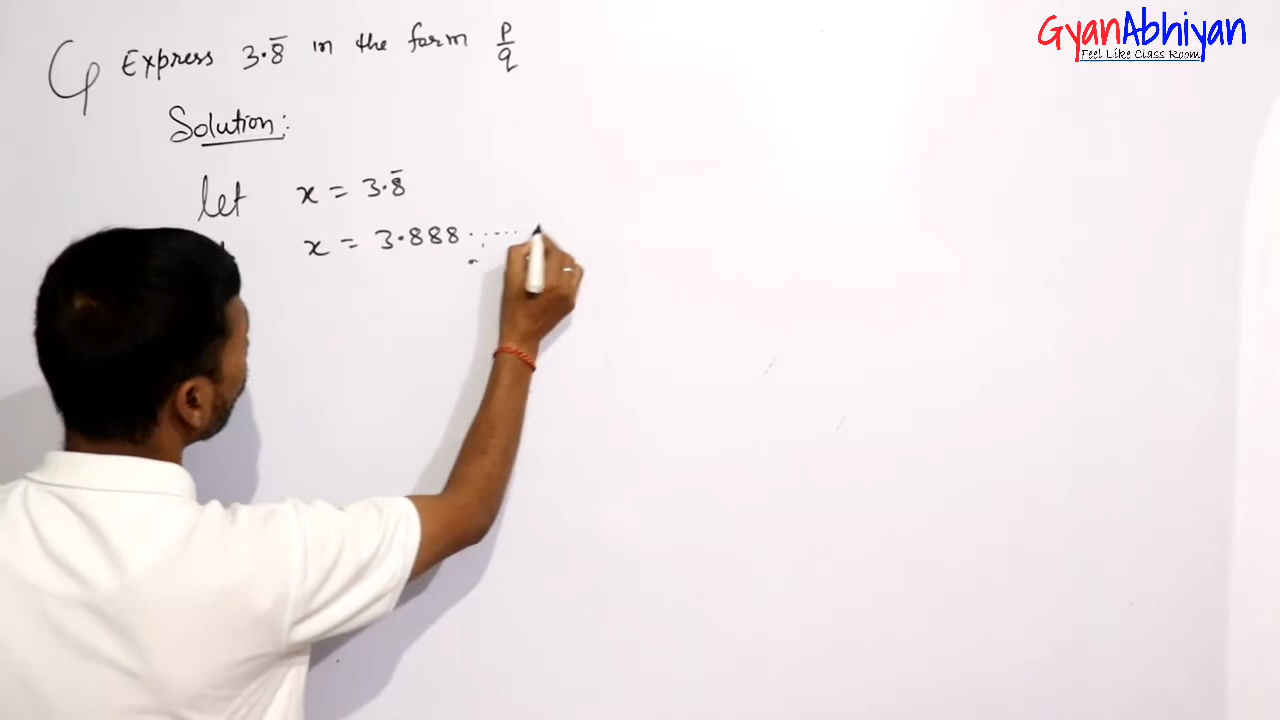 Express 3.8̅ in the form p/q
Solution:
let x = 3.8̅
x = 3.888......
GyanAbhiyan
Feel Like Class Room